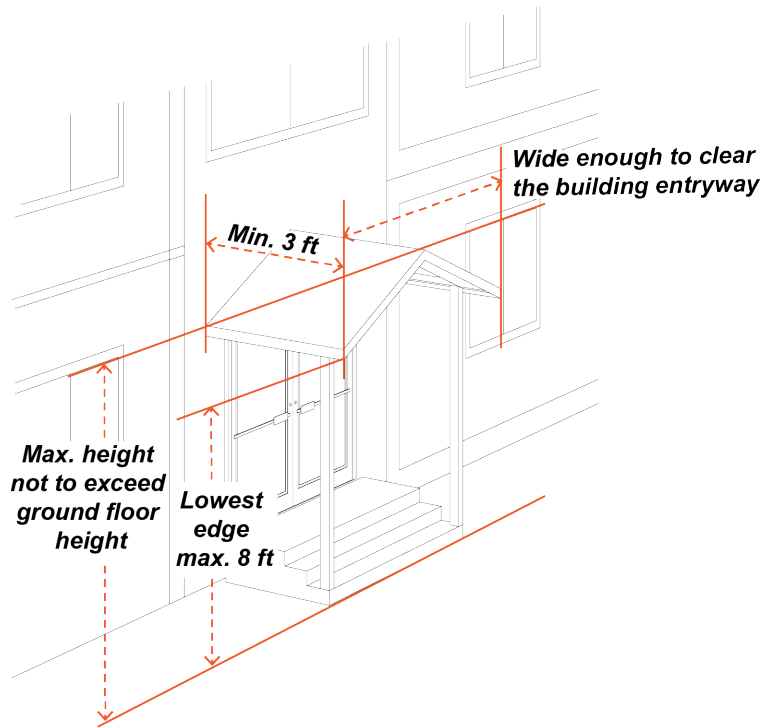 Wide enough to clear
the building entryway
Min. 3 ft
Max. height
not to exceed
ground floor
height
Lowest
edge
max. 8 ft